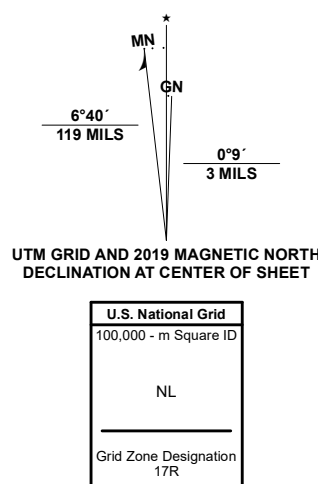 ★
MN
GN
6°40´
119 MILS
0°9´
3 MILS
UTM GRID AND 2019 MAGNETIC NORTH
DECLINATION AT CENTER OF SHEET
U.S. National Grid
100,000 - m Square ID
NL
Grid Zone Designation
17R